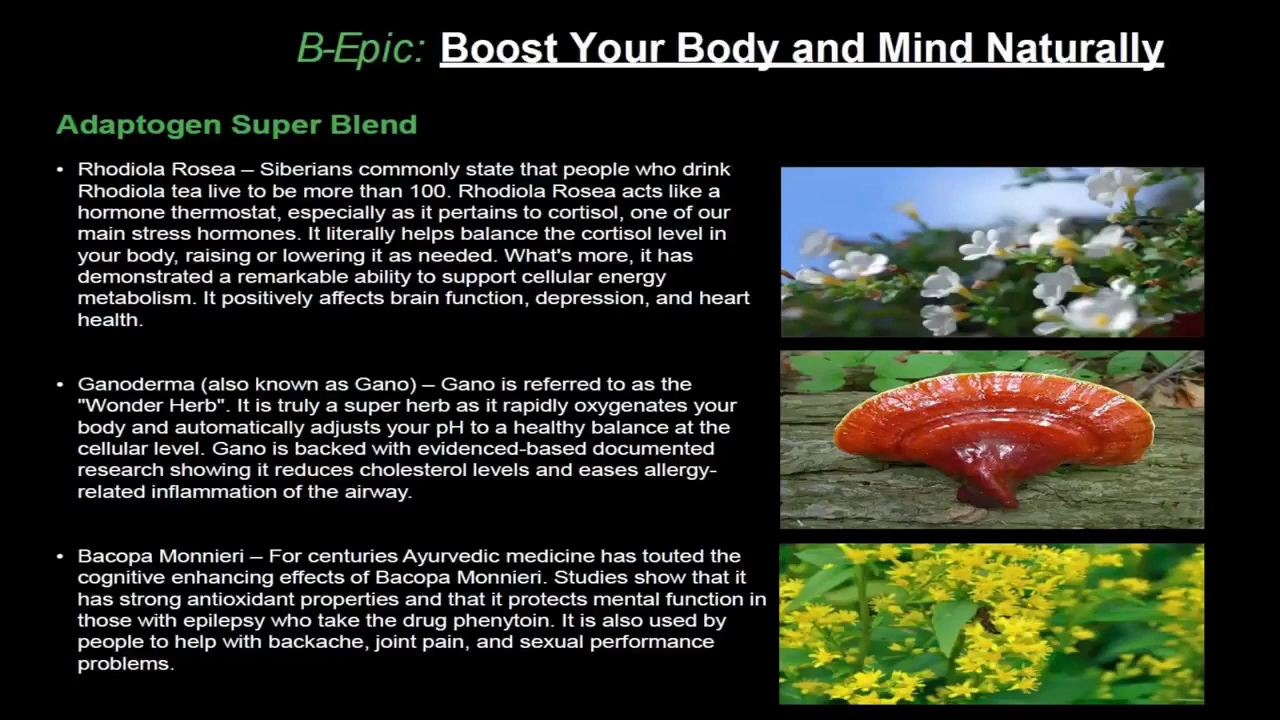 B-Epic: Boost Your Body and Mind Naturally
Adaptogen Super Blend
• Rhodiola Rosea – Siberians commonly state that people who drink
Rhodiola tea live to be more than 100. Rhodiola Rosea acts like a
hormone thermostat, especially as it pertains to cortisol, one of our
main stress hormones. It literally helps balance the cortisol level in
your body, raising or lowering it as needed. What's more, it has
demonstrated a remarkable ability to support cellular energy
metabolism. It positively affects brain function, depression, and heart
health.
• Ganoderma (also known as Gano) – Gano is referred to as the
"Wonder Herb". It is truly a super herb as it rapidly oxygenates your
body and automatically adjusts your pH to a healthy balance at the
cellular level. Gano is backed with evidenced-based documented
research showing it reduces cholesterol levels and eases allergy-
related inflammation of the airway.
• Bacopa Monnieri – For centuries Ayurvedic medicine has touted the
cognitive enhancing effects of Bacopa Monnieri. Studies show that it
has strong antioxidant properties and that it protects mental function in
those with epilepsy who take the drug phenytoin. It is also used by
people to help with backache, joint pain, and sexual performance
problems.